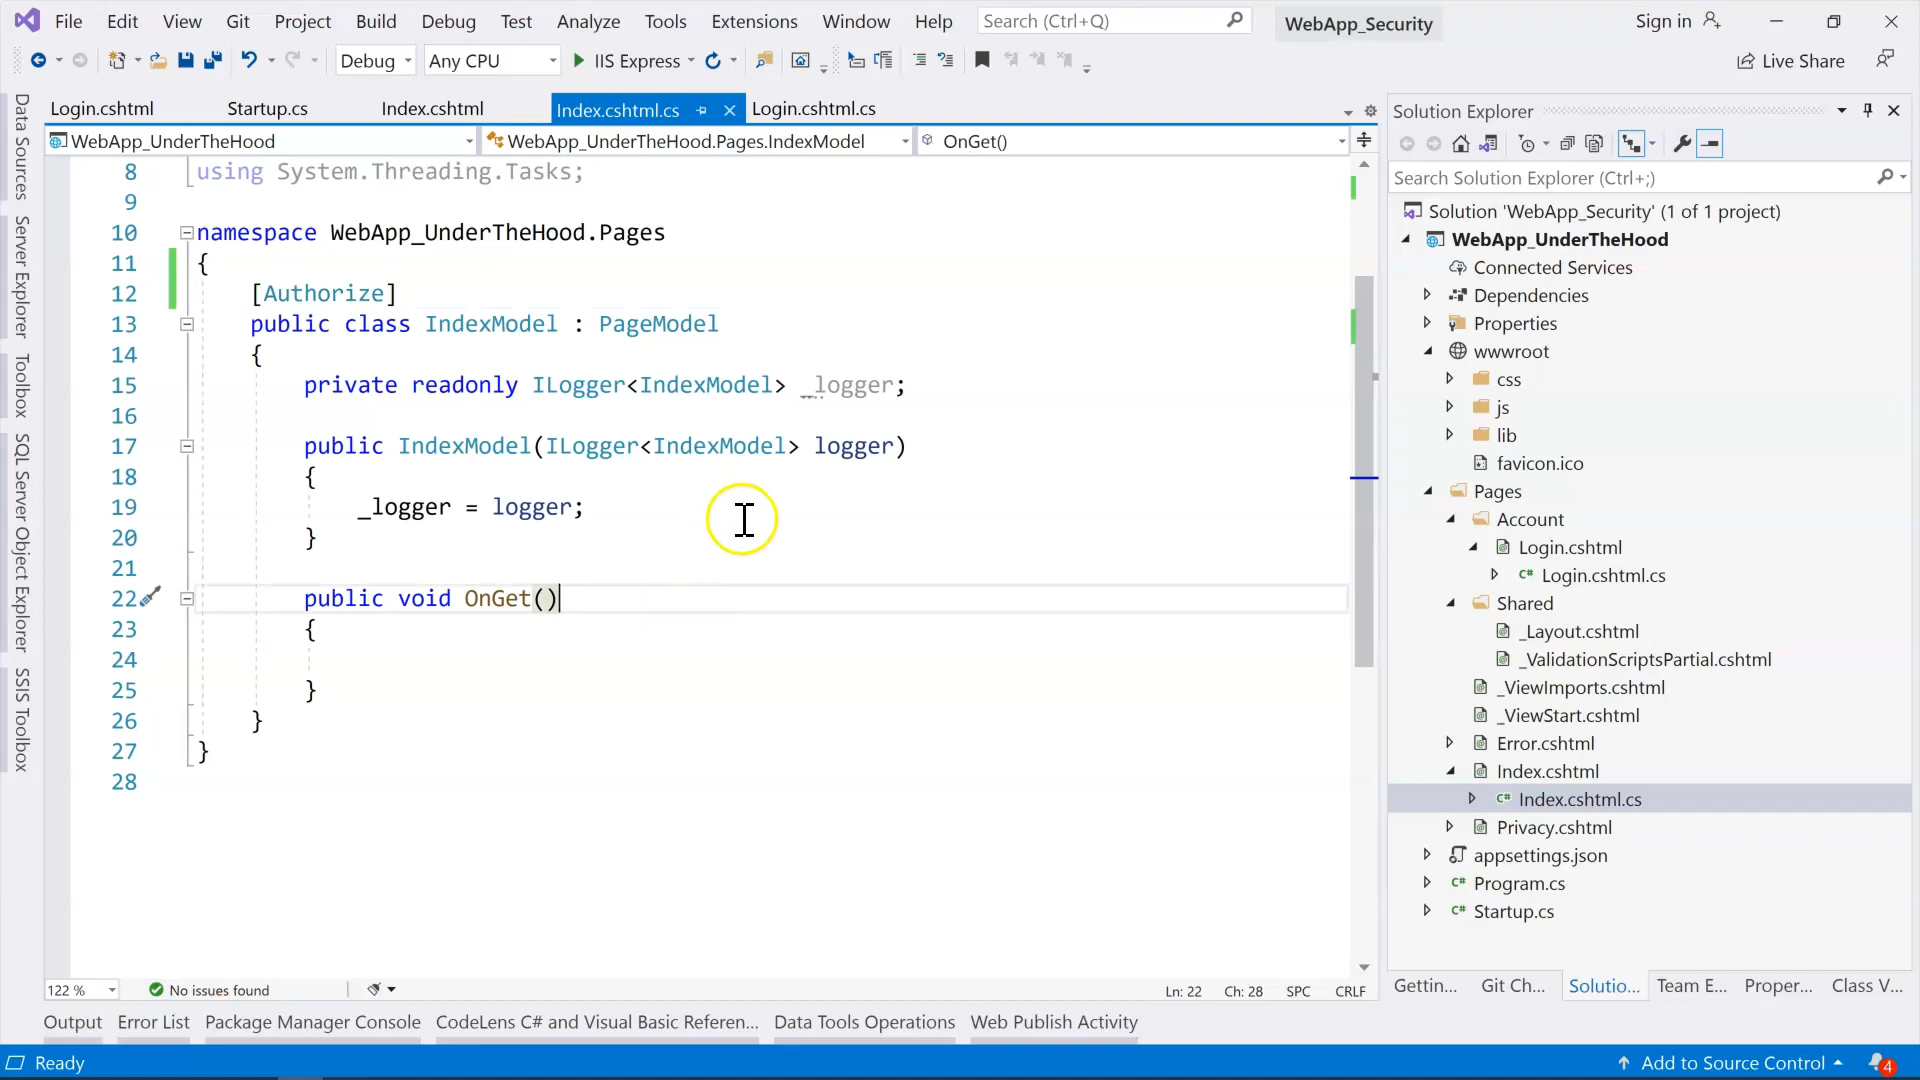 File Edit View Git Project Build Debug Test Analyze Tools Extensions Window Help Search (Ctrl+Q) WebApp_Security Sign in
Debug Any CPU IIS Express Live Share
Login.cshtml Startup.cs Index.cshtml Index.cshtml.cs Login.cshtml.cs
WebApp_UnderTheHood WebApp_UnderTheHood.Pages.IndexModel OnGet()
Data Sources
Server Explorer
Toolbox
SQL Server Object Explorer
SSIS Toolbox
8 using System.Threading.Tasks;
9
10 namespace WebApp_UnderTheHood.Pages
11 {
12 [Authorize]
13 public class IndexModel : PageModel
14 {
15 private readonly ILogger<IndexModel> _logger;
16
17 public IndexModel(ILogger<IndexModel> logger)
18 {
19 _logger = logger;
20 }
21
22 public void OnGet()
23 {
24
25 }
26 }
27 }
28
122 % No issues found Ln: 22 Ch: 28 SPC CRLF
Solution Explorer
Search Solution Explorer (Ctrl+;)
Solution 'WebApp_Security' (1 of 1 project)
WebApp_UnderTheHood
Connected Services
Dependencies
Properties
wwwroot
css
js
lib
favicon.ico
Pages
Account
Login.cshtml
C# Login.cshtml.cs
Shared
_Layout.cshtml
_ValidationScriptsPartial.cshtml
_ViewImports.cshtml
_ViewStart.cshtml
Error.cshtml
Index.cshtml
C# Index.cshtml.cs
Privacy.cshtml
appsettings.json
C# Program.cs
C# Startup.cs
Gettin... Git Ch... Solutio... Team E... Proper... Class V...
Output Error List Package Manager Console CodeLens C# and Visual Basic Referen... Data Tools Operations Web Publish Activity
Ready Add to Source Control 4